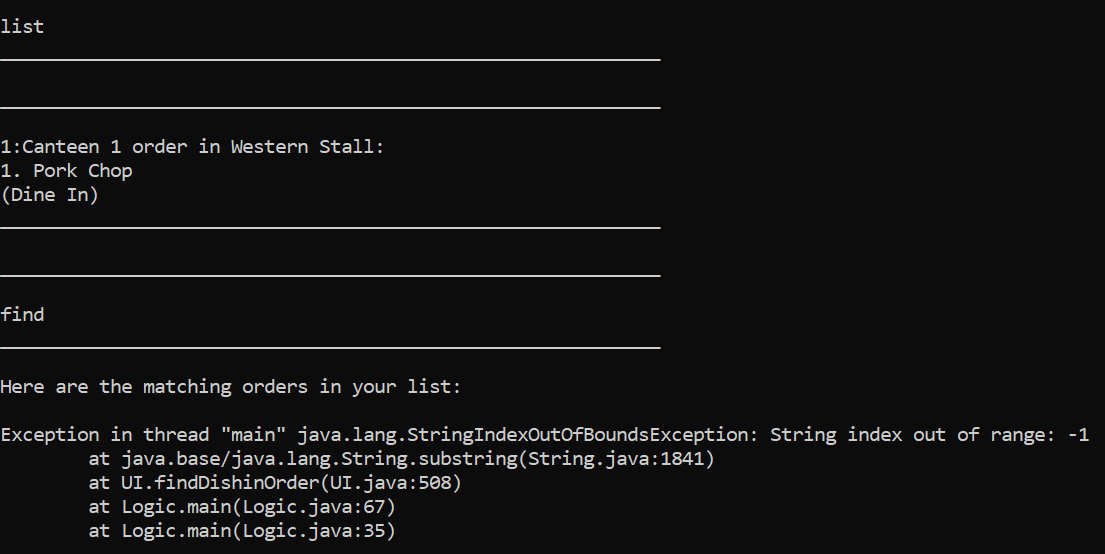 list
1:Canteen 1 order in Western Stall:
1. Pork Chop
(Dine In)
find
Here are the matching orders in your list:
Exception in thread "main" java.lang.StringIndexOutOfBoundsException: String index out of range: -1
        at java.base/java.lang.String.substring(String.java:1841)
        at UI.findDishinOrder(UI.java:508)
        at Logic.main(Logic.java:67)
        at Logic.main(Logic.java:35)